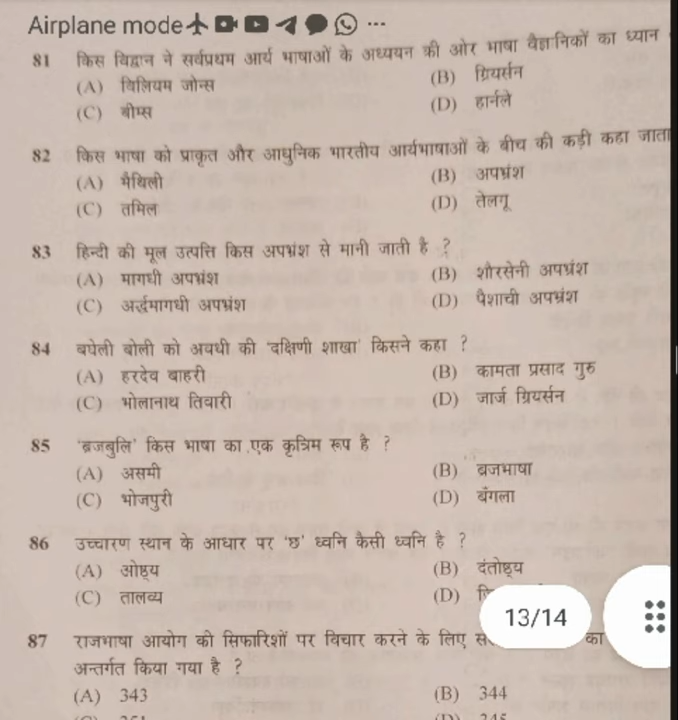 Airplane mode ...
81 किस विद्वान ने सर्वप्रथम आर्य भाषाओं के अध्ययन की ओर भाषा वैज्ञानिकों का ध्यान
(A) विलियम जोन्स (B) ग्रियर्सन
(C) बीम्स (D) हार्नले
82 किस भाषा को प्राकृत और आधुनिक भारतीय आर्यभाषाओं के बीच की कड़ी कहा जाता
(A) मैथिली (B) अपभ्रंश
(C) तमिल (D) तेलगू
83 हिन्दी की मूल उत्पत्ति किस अपभ्रंश से मानी जाती है ?
(A) मागधी अपभ्रंश (B) शौरसेनी अपभ्रंश
(C) अर्द्धमागधी अपभ्रंश (D) पैशाची अपभ्रंश
84 बघेली बोली को अवधी की 'दक्षिणी शाखा' किसने कहा ?
(A) हरदेव बाहरी (B) कामता प्रसाद गुरु
(C) भोलानाथ तिवारी (D) जार्ज ग्रियर्सन
85 'ब्रजबुलि' किस भाषा का एक कृत्रिम रूप है ?
(A) असमी (B) ब्रजभाषा
(C) भोजपुरी (D) बँगला
86 उच्चारण स्थान के आधार पर 'छ' ध्वनि कैसी ध्वनि है ?
(A) ओष्ठ्य (B) दंतोष्ठ्य
(C) तालव्य (D)
13/14
87 राजभाषा आयोग की सिफारिशों पर विचार करने के लिए का
अन्तर्गत किया गया है ?
(A) 343 (B) 344